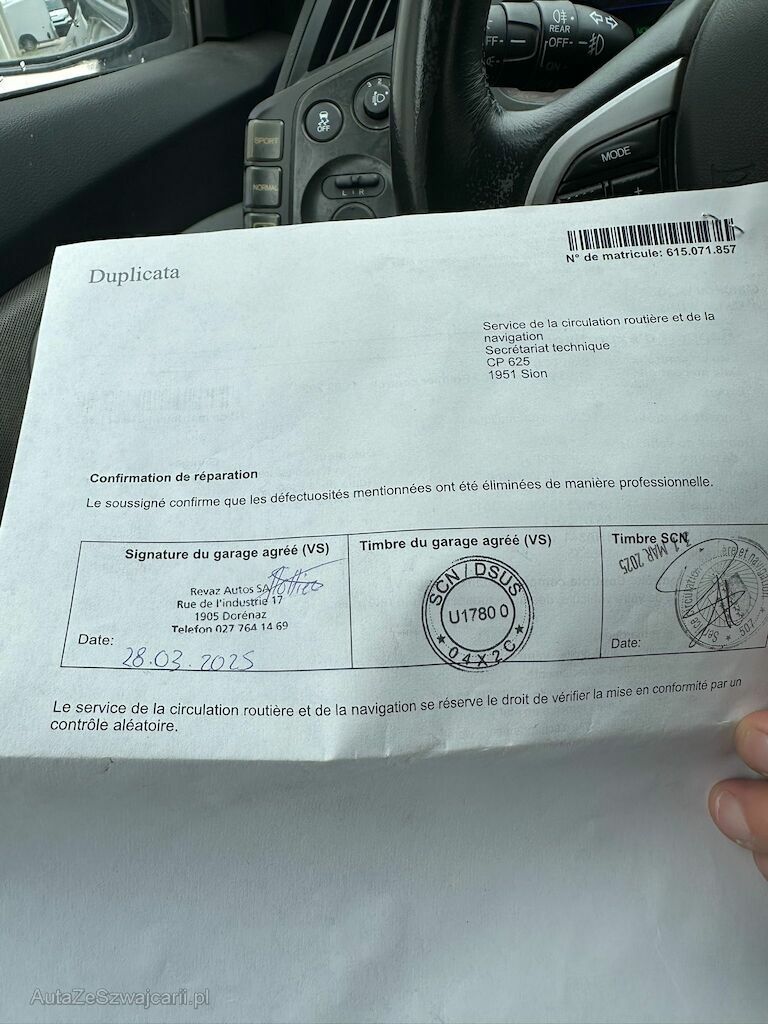 REAR
OFF
OFF
SPORT
NORMAL
L I R
MODE
+
Duplicata
N° de matricule: 615.071.857
Service de la circulation routière et de la
navigation
Secrétariat technique
CP 625
1951 Sion
Confirmation de réparation
Le soussigné confirme que les défectuosités mentionnées ont été éliminées de manière professionnelle.
Signature du garage agréé (VS)
Revaz Autos SA
Rue de l'industrie 17
1905 Dorénaz
Telefon 027 764 14 69
Date:
28.03.2025
Timbre du garage agréé (VS)
SCN/DSUS
U1780 0
★ 04X2C ★
Timbre SCN
MAR 2025
Date:
Le service de la circulation routière et de la navigation se réserve le droit de vérifier la mise en conformité par un
contrôle aléatoire.
AutaZeSzwajcarii.pl